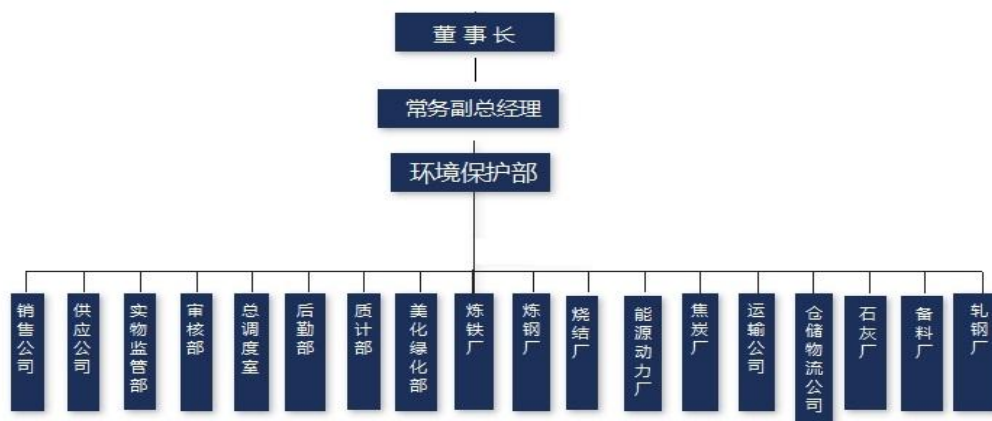 董事长
常务副总经理
环境保护部
销售公司
供应公司
实物监管部
审核部
总调度室
后勤部
质计部
美化绿化部
炼铁厂
炼钢厂
烧结厂
能源动力厂
焦炭厂
运输公司
仓储物流公司
石灰厂
备料厂
轧钢厂